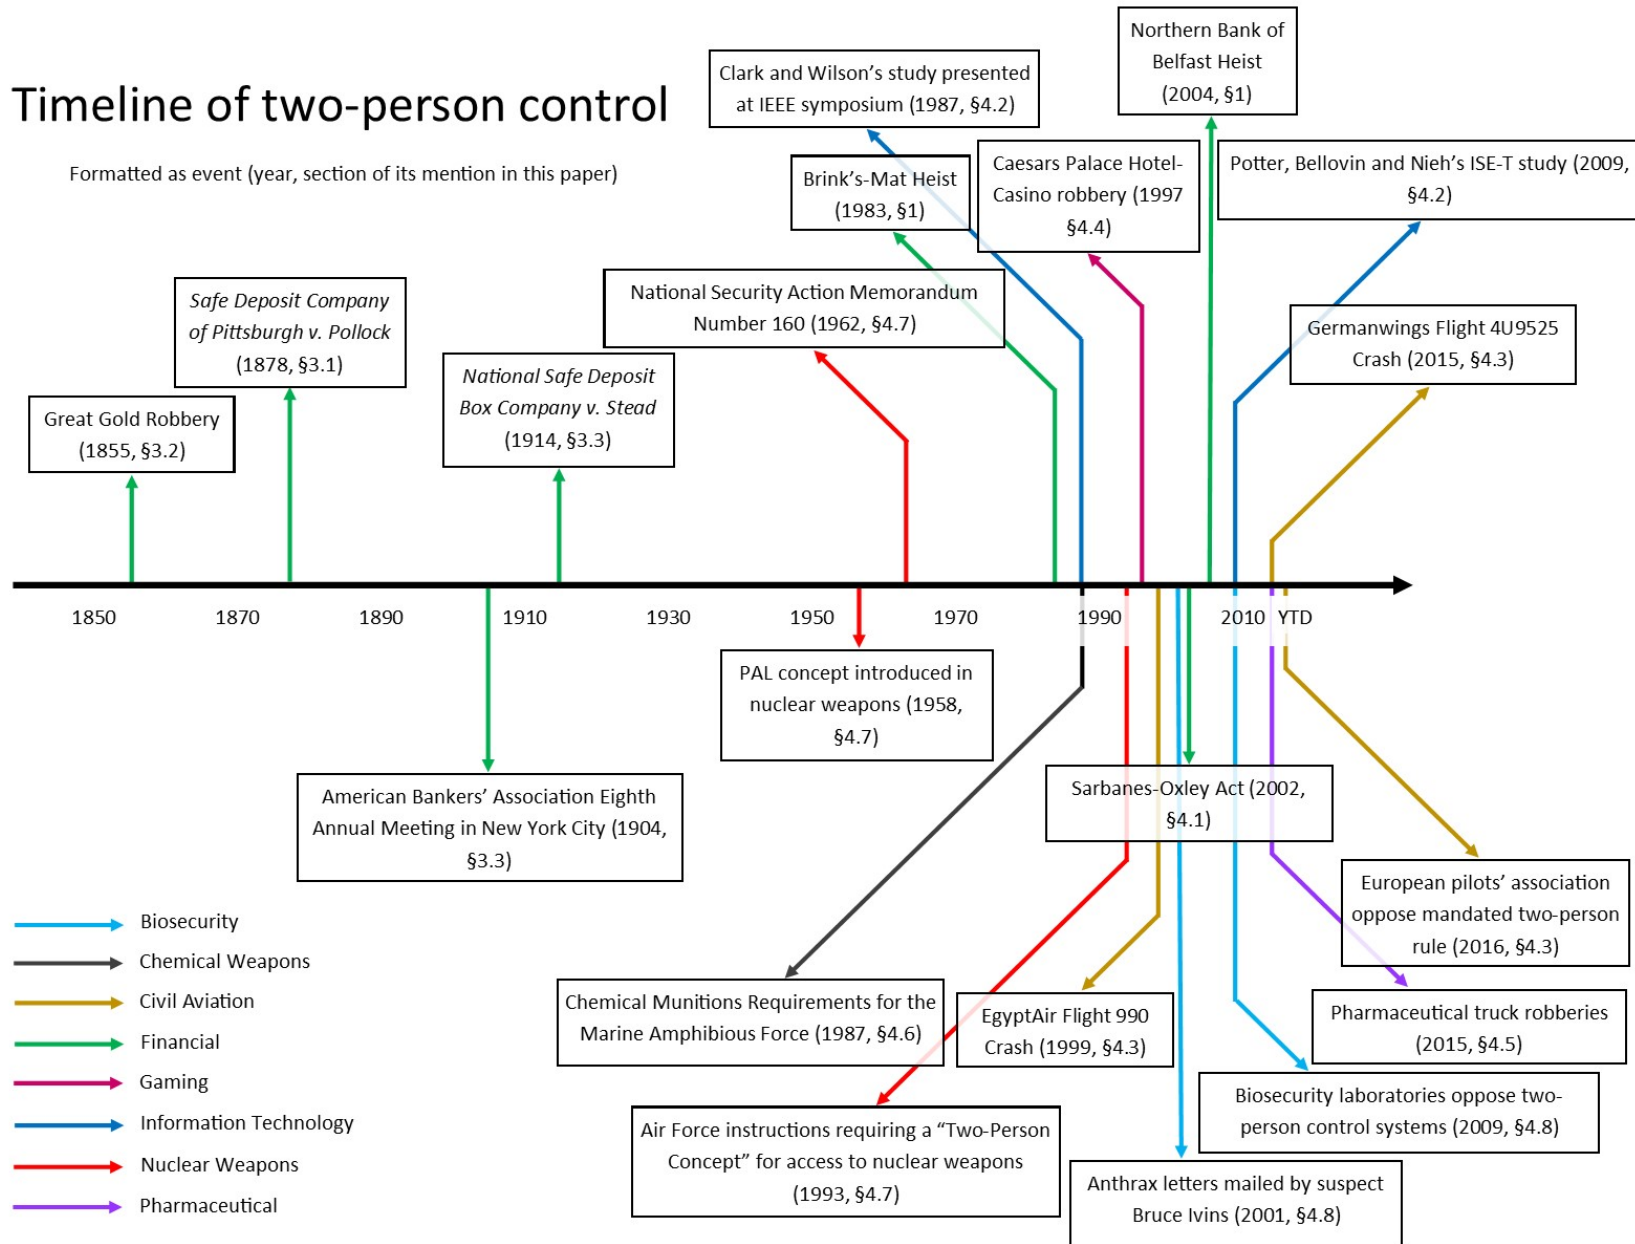 Timeline of two-person control
Formatted as event (year, section of its mention in this paper)
Northern Bank of
Belfast Heist
(2004, §1)
Clark and Wilson’s study presented
at IEEE symposium (1987, §4.2)
Brink’s-Mat Heist
(1983, §1)
Caesars Palace Hotel-
Casino robbery (1997
§4.4)
Potter, Bellovin and Nieh’s ISE-T study (2009,
§4.2)
National Security Action Memorandum
Number 160 (1962, §4.7)
Germanwings Flight 4U9525
Crash (2015, §4.3)
Safe Deposit Company
of Pittsburgh v. Pollock
(1878, §3.1)
National Safe Deposit
Box Company v. Stead
(1914, §3.3)
Great Gold Robbery
(1855, §3.2)
1850 1870 1890 1910 1930 1950 1970 1990 2010 YTD
PAL concept introduced in
nuclear weapons (1958,
§4.7)
American Bankers’ Association Eighth
Annual Meeting in New York City (1904,
§3.3)
Sarbanes-Oxley Act (2002,
§4.1)
European pilots’ association
oppose mandated two-person
rule (2016, §4.3)
Chemical Munitions Requirements for the
Marine Amphibious Force (1987, §4.6)
EgyptAir Flight 990
Crash (1999, §4.3)
Pharmaceutical truck robberies
(2015, §4.5)
Biosecurity laboratories oppose two-
person control systems (2009, §4.8)
Air Force instructions requiring a “Two-Person
Concept” for access to nuclear weapons
(1993, §4.7)
Anthrax letters mailed by suspect
Bruce Ivins (2001, §4.8)
Biosecurity
Chemical Weapons
Civil Aviation
Financial
Gaming
Information Technology
Nuclear Weapons
Pharmaceutical